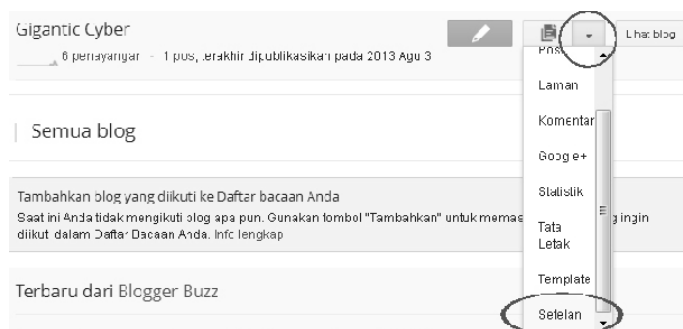 Gigantic Cyber
Lihat blog
6 penayangan - 1 pos, terakhir dipublikasikan pada 2013 Agu 3
Pos
Laman
Semua blog
Komentar
Google+
Tambahkan blog yang diikuti ke Daftar bacaan Anda
Statistik
Saat ini Anda tidak mengikuti blog apa pun. Gunakan tombol "Tambahkan" untuk memas g ingin
diikuti dalam Daftar Bacaan Anda. Info lengkap
Tata
Letak
Template
Terbaru dari Blogger Buzz
Setelan